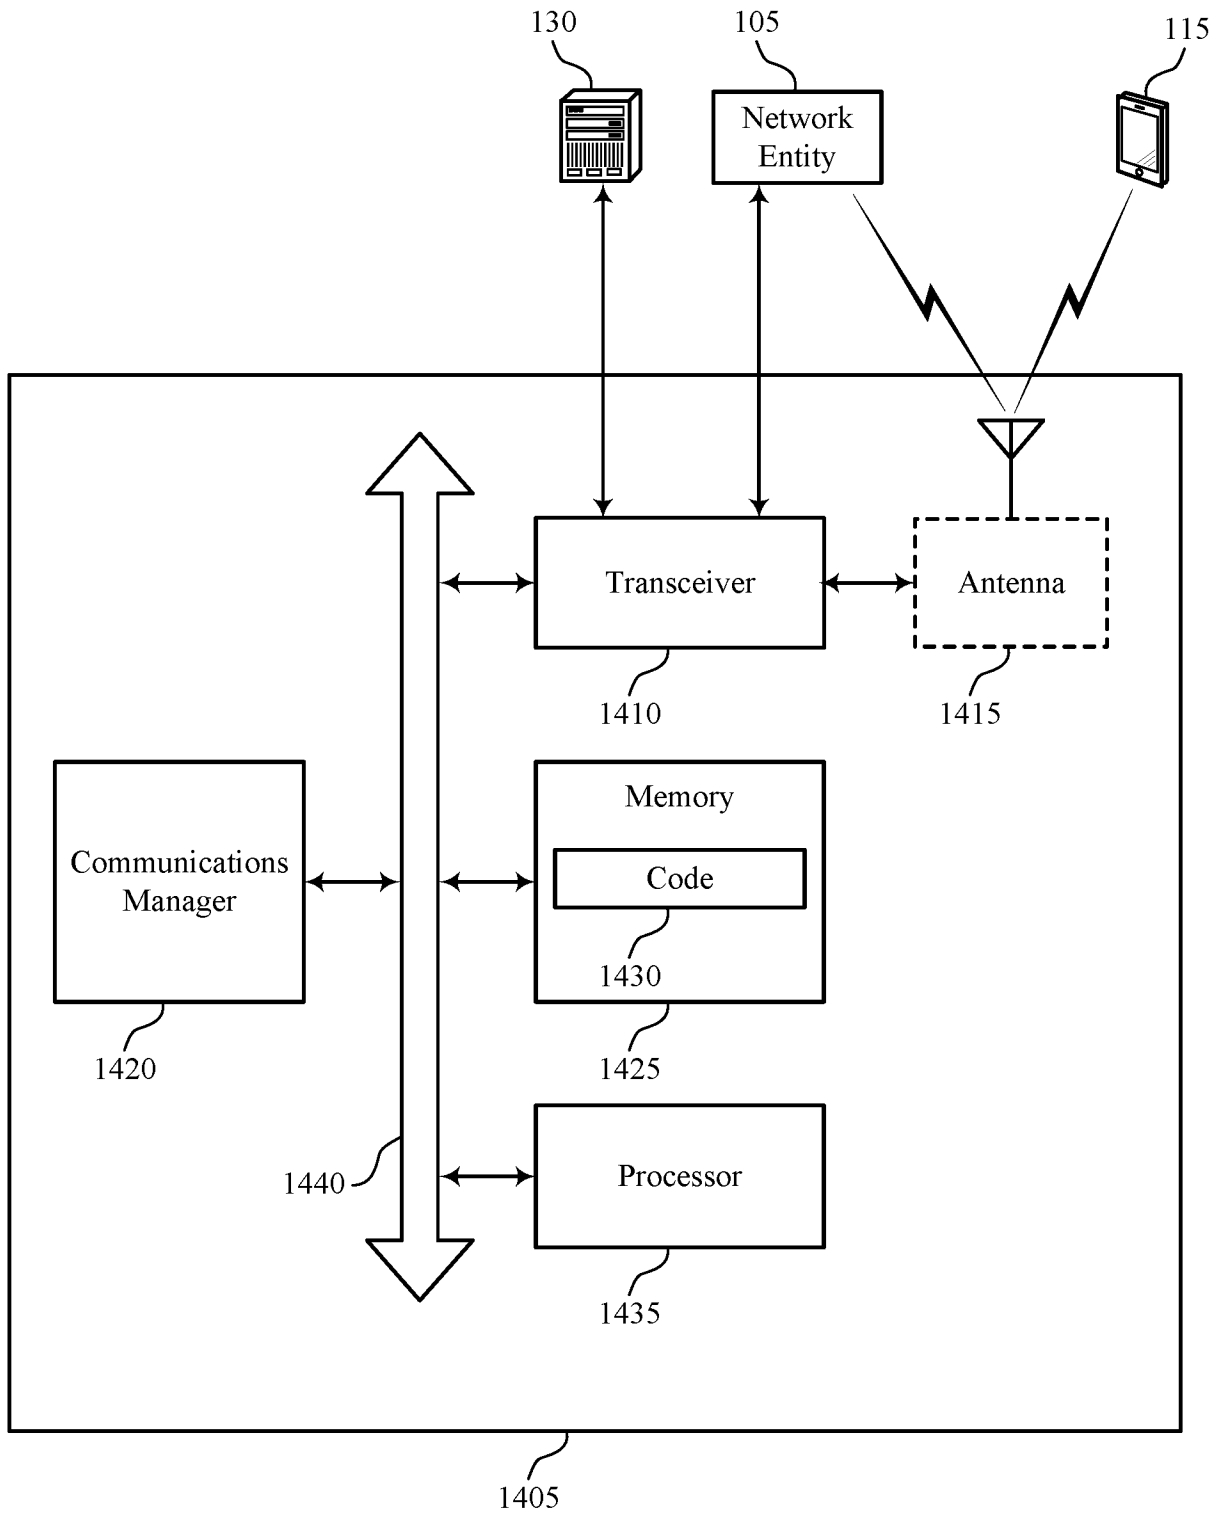 130
105
115
Network
Entity
Transceiver
Antenna
1410
1415
Memory
Communications
Manager
Code
1430
1420
1425
Processor
1440
1435
1405